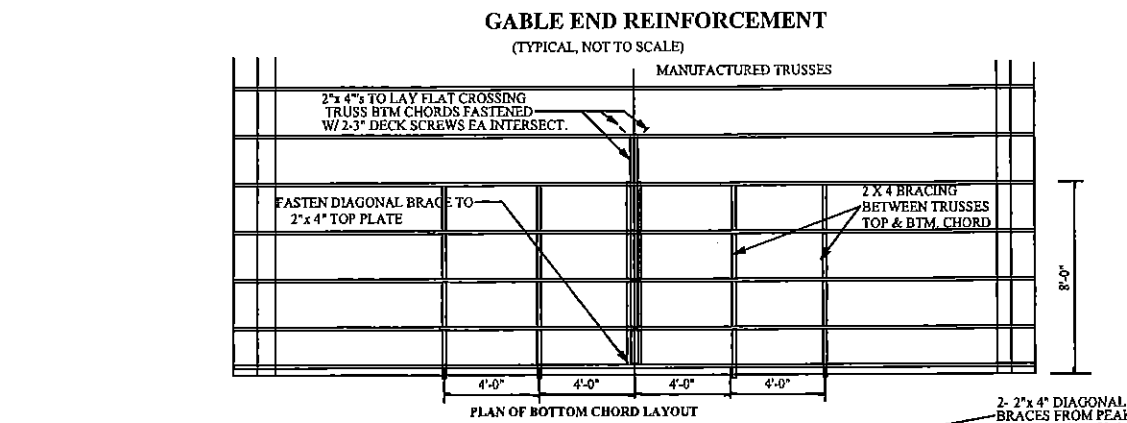 GABLE END REINFORCEMENT
(TYPICAL, NOT TO SCALE)
MANUFACTURED TRUSSES
2"x 4"'s TO LAY FLAT CROSSING
TRUSS BTM CHORDS FASTENED
W/ 2-3" DECK SCREWS EA INTERSECT.
FASTEN DIAGONAL BRACE TO
2"x 4" TOP PLATE
2 X 4 BRACING
BETWEEN TRUSSES
TOP & BTM, CHORD
8'-0"
4'-0" 4'-0" 4'-0" 4'-0"
PLAN OF BOTTOM CHORD LAYOUT
2- 2"x 4" DIAGONAL
BRACES FROM PEAK